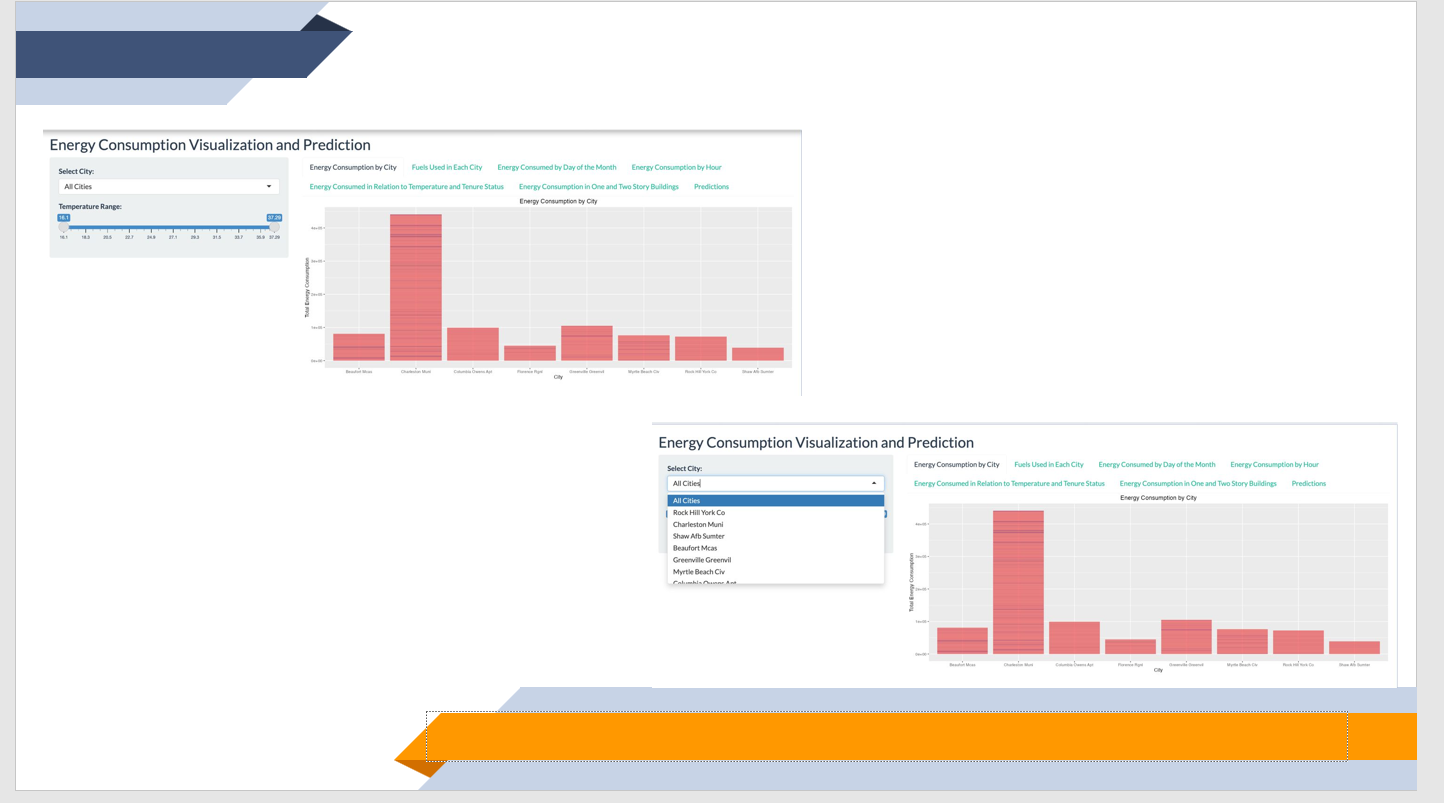 Energy Consumption Visualization and Prediction
Select City:
All Cities
Temperature Range:
16.1 37.29
16.1 22.7 24.9 27.1 29.3 31.5 33.7 35.9 37.29
Energy Consumption by City Fuels Used in Each City Energy Consumed by Day of the Month Energy Consumption by Hour
Energy Consumed in Relation to Temperature and Tenure Status Energy Consumption in One and Two Story Buildings Predictions
Energy Consumption by City
Total Energy Consumption
4e+05
3e+05
2e+05
1e+05
0e+00
Beaufort Mcas Charleston Muni Columbia Owens Apt Florence Rgnl Greenville Greenvil Myrtle Beach Civ Rock Hill York Co Shaw Afb Sumter
City
Energy Consumption Visualization and Prediction
Select City:
All Cities
All Cities
Rock Hill York Co
Charleston Muni
Shaw Afb Sumter
Beaufort Mcas
Greenville Greenvil
Myrtle Beach Civ
Columbia Owens Apt
Energy Consumption by City Fuels Used in Each City Energy Consumed by Day of the Month Energy Consumption by Hour
Energy Consumed in Relation to Temperature and Tenure Status Energy Consumption in One and Two Story Buildings Predictions
Energy Consumption by City
Total Energy Consumption
4e+05
3e+05
2e+05
1e+05
0e+00
Beaufort Mcas Charleston Muni Columbia Owens Apt Florence Rgnl Greenville Greenvil Myrtle Beach Civ Rock Hill York Co Shaw Afb Sumter
City